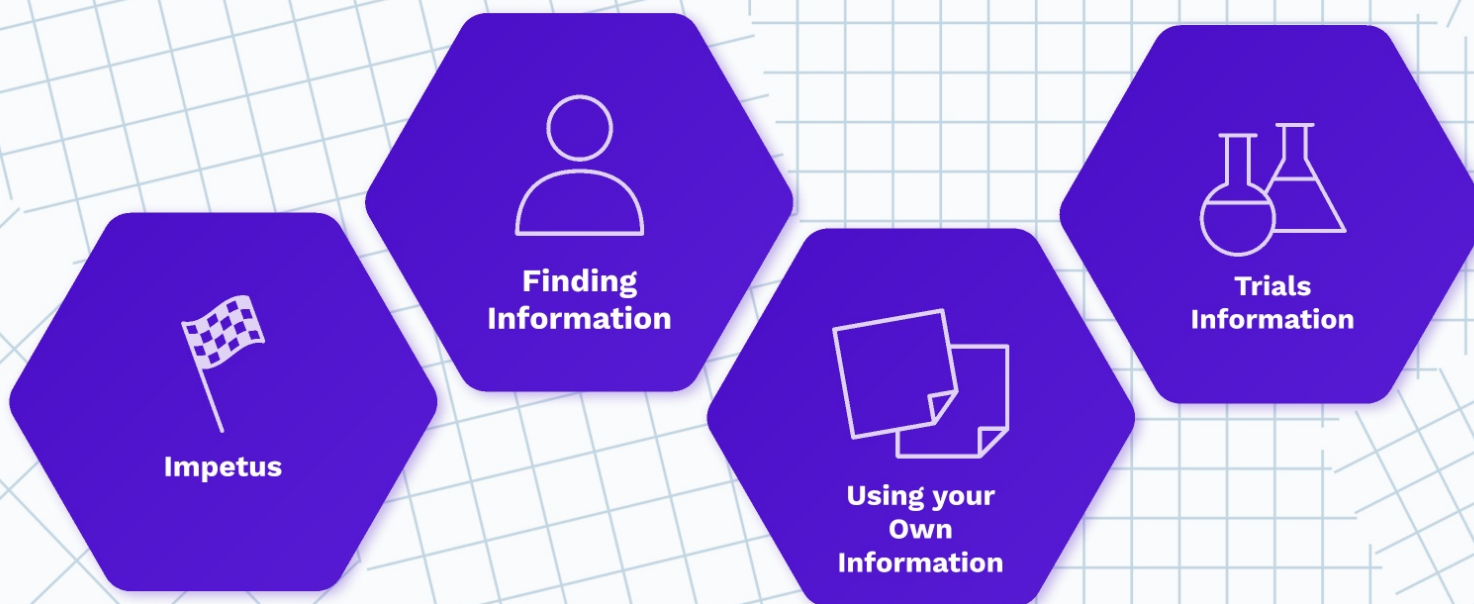 Impetus
Finding
Information
Using your
Own
Information
Trials
Information